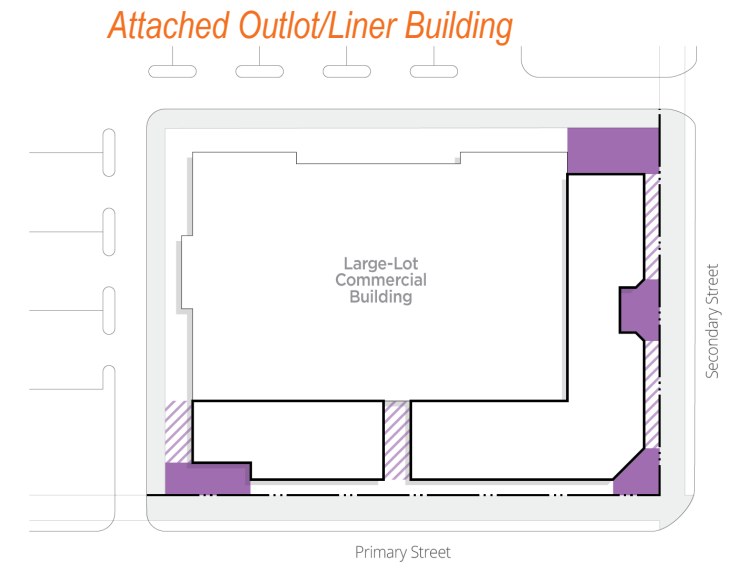 Attached Outlot/Liner Building
Large-Lot
Commercial
Building
Secondary Street
Primary Street